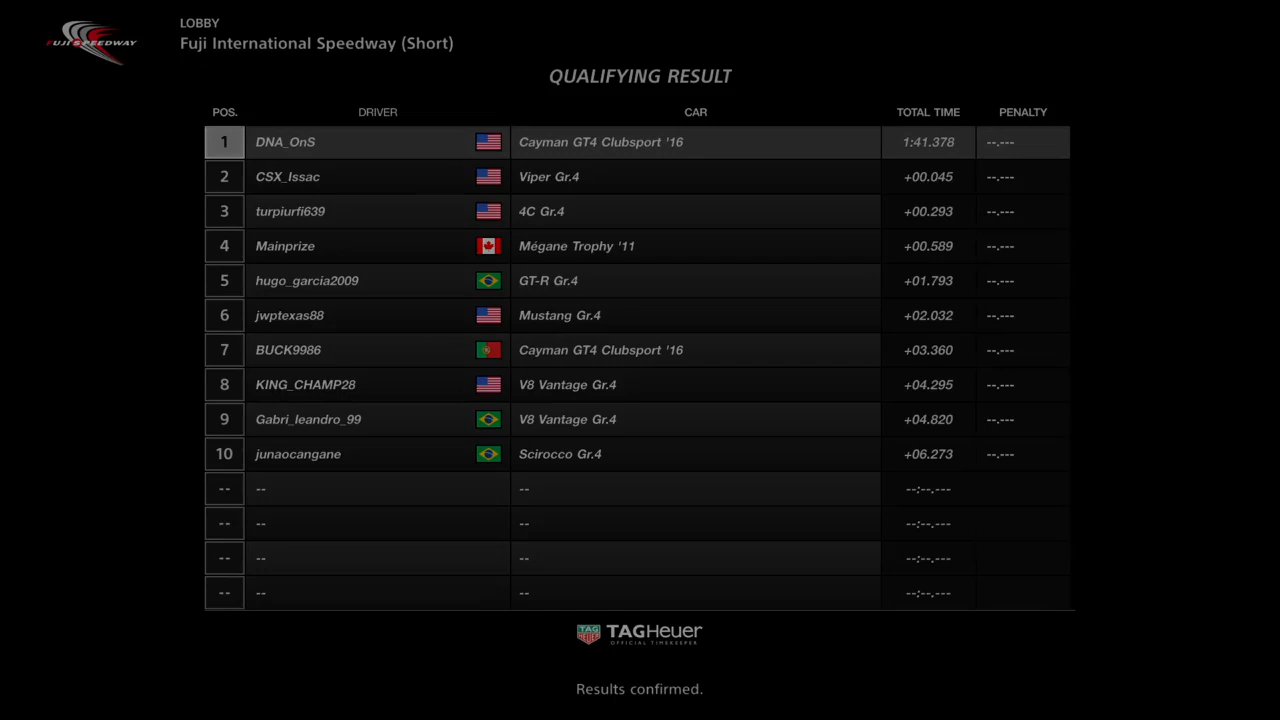 LOBBY
FUJI SPEEDWAY
Fuji International Speedway (Short)
QUALIFYING RESULT
POS. DRIVER CAR TOTAL TIME PENALTY
1 DNA_OnS Cayman GT4 Clubsport '16 1:41.378 --.---
2 CSX_Issac Viper Gr.4 +00.045 --.---
3 turpiurfi639 4C Gr.4 +00.293 --.---
4 Mainprize Mégane Trophy '11 +00.589 --.---
5 hugo_garcia2009 GT-R Gr.4 +01.793 --.---
6 jwptexas88 Mustang Gr.4 +02.032 --.---
7 BUCK9986 Cayman GT4 Clubsport '16 +03.360 --.---
8 KING_CHAMP28 V8 Vantage Gr.4 +04.295 --.---
9 Gabri_leandro_99 V8 Vantage Gr.4 +04.820 --.---
10 junaocangane Scirocco Gr.4 +06.273 --.---
-- -- -- --:--.---
-- -- -- --:--.---
-- -- -- --:--.---
-- -- -- --:--.---
TAG HEUER TAGHeuer
OFFICIAL TIMEKEEPER
Results confirmed.